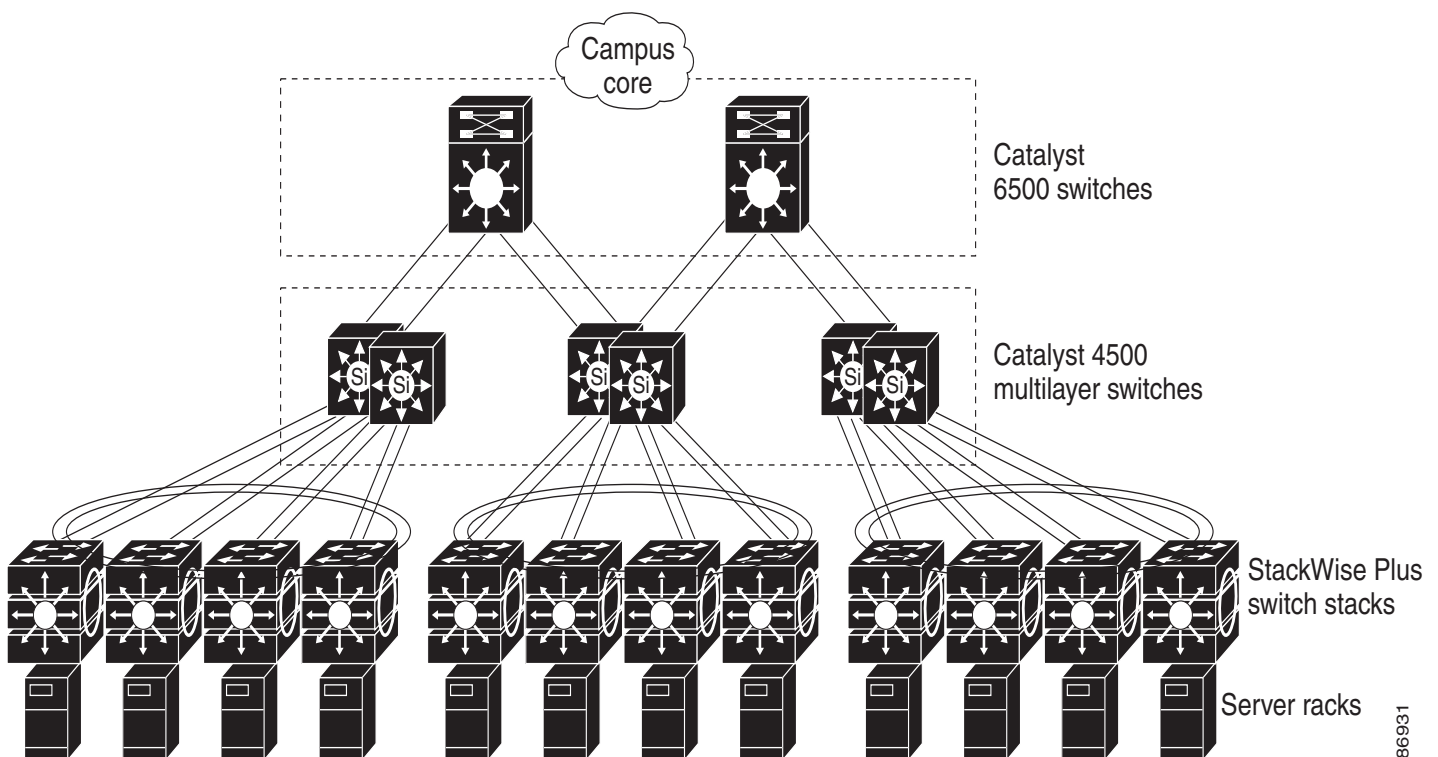 Campus
core
Catalyst
6500 switches
Si
Si
Si
Si
Si
Si
Catalyst 4500
multilayer switches
StackWise Plus
switch stacks
Server racks
86931